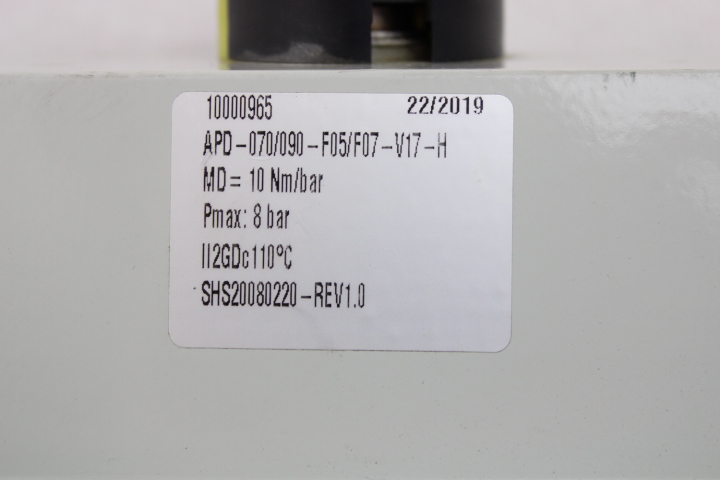 10000965 22/2019
APD-070/090-F05/F07-V17-H
MD= 10 Nm/bar
Pmax: 8 bar
II2GDc110°C
SHS20080220-REV1.0